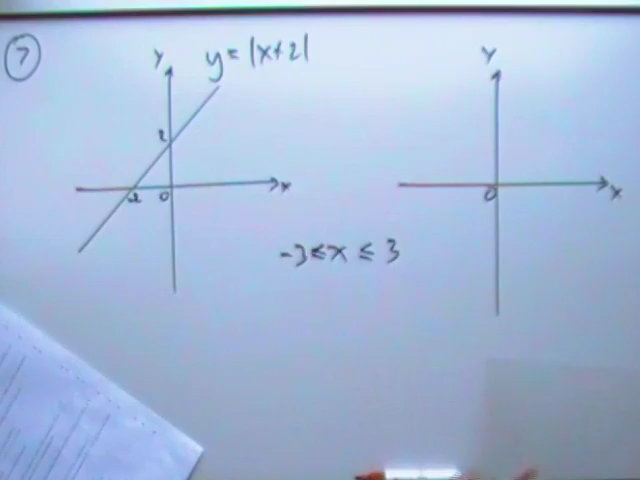 7
y = |x+2|
Y
2
-2
0
X
-3 ≤ x ≤ 3
Y
0
X